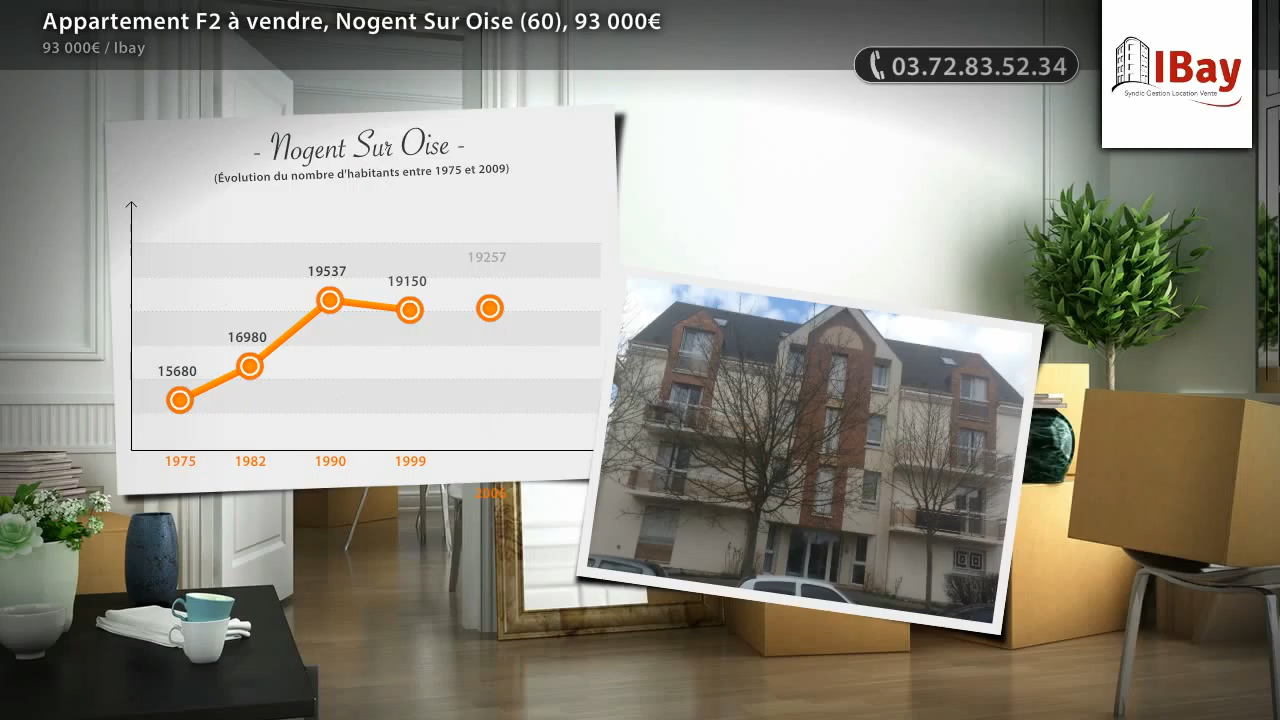 Appartement F2 à vendre, Nogent Sur Oise (60), 93 000€
93 000€ / Ibay
03.72.83.52.34
IBay
Syndic Gestion Location Vente
- Nogent Sur Oise -
(Évolution du nombre d'habitants entre 1975 et 2009)
19257
19537
19150
16980
15680
1975 1982 1990 1999
2006